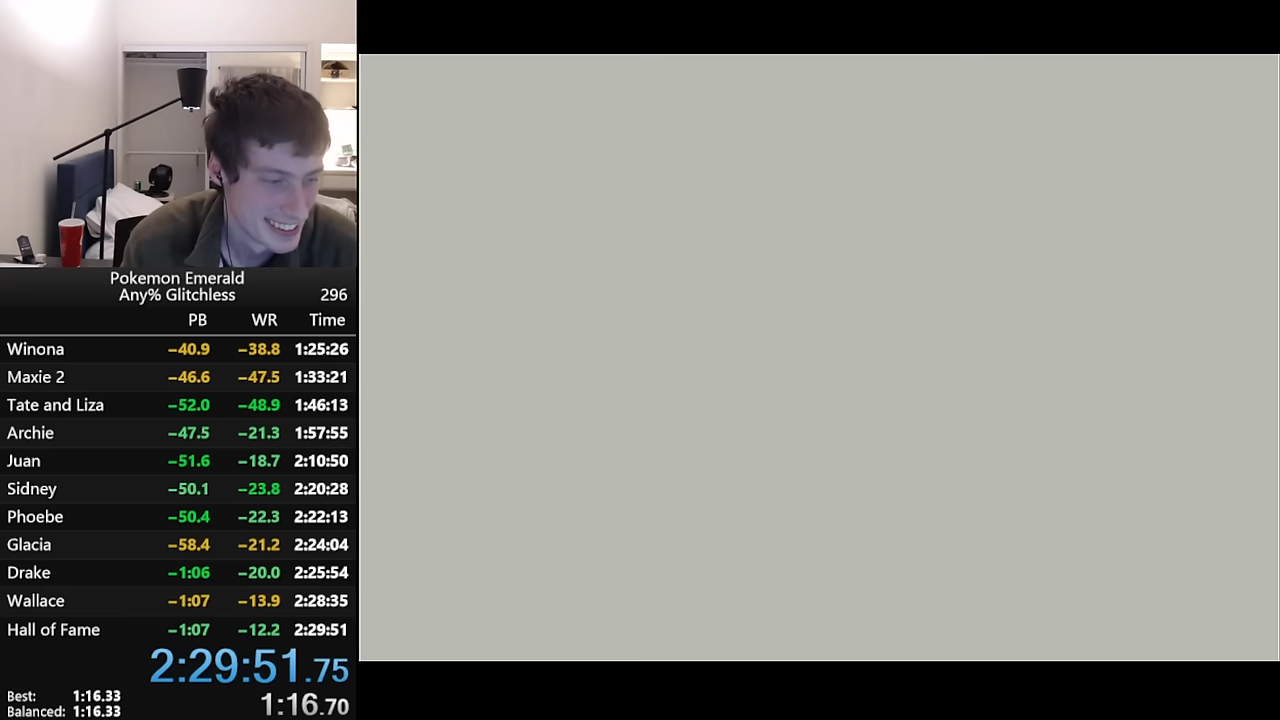 Pokemon Emerald
Any% Glitchless 296
PB WR Time
Winona −40.9 −38.8 1:25:26
Maxie 2 −46.6 −47.5 1:33:21
Tate and Liza −52.0 −48.9 1:46:13
Archie −47.5 −21.3 1:57:55
Juan −51.6 −18.7 2:10:50
Sidney −50.1 −23.8 2:20:28
Phoebe −50.4 −22.3 2:22:13
Glacia −58.4 −21.2 2:24:04
Drake −1:06 −20.0 2:25:54
Wallace −1:07 −13.9 2:28:35
Hall of Fame −1:07 −12.2 2:29:51
2:29:51.75
Best: 1:16.33
Balanced: 1:16.33
1:16.70